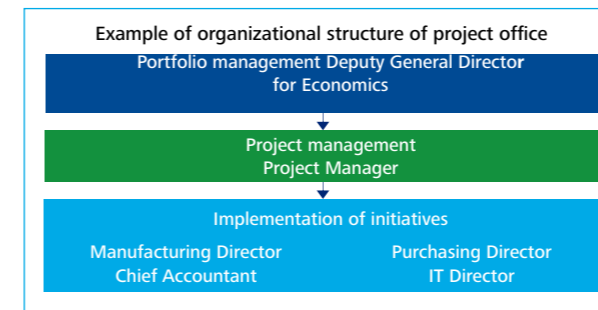 Example of organizational structure of project office
Portfolio management Deputy General Director
for Economics
Project management
Project Manager
Implementation of initiatives
Manufacturing Director
Chief Accountant
Purchasing Director
IT Director